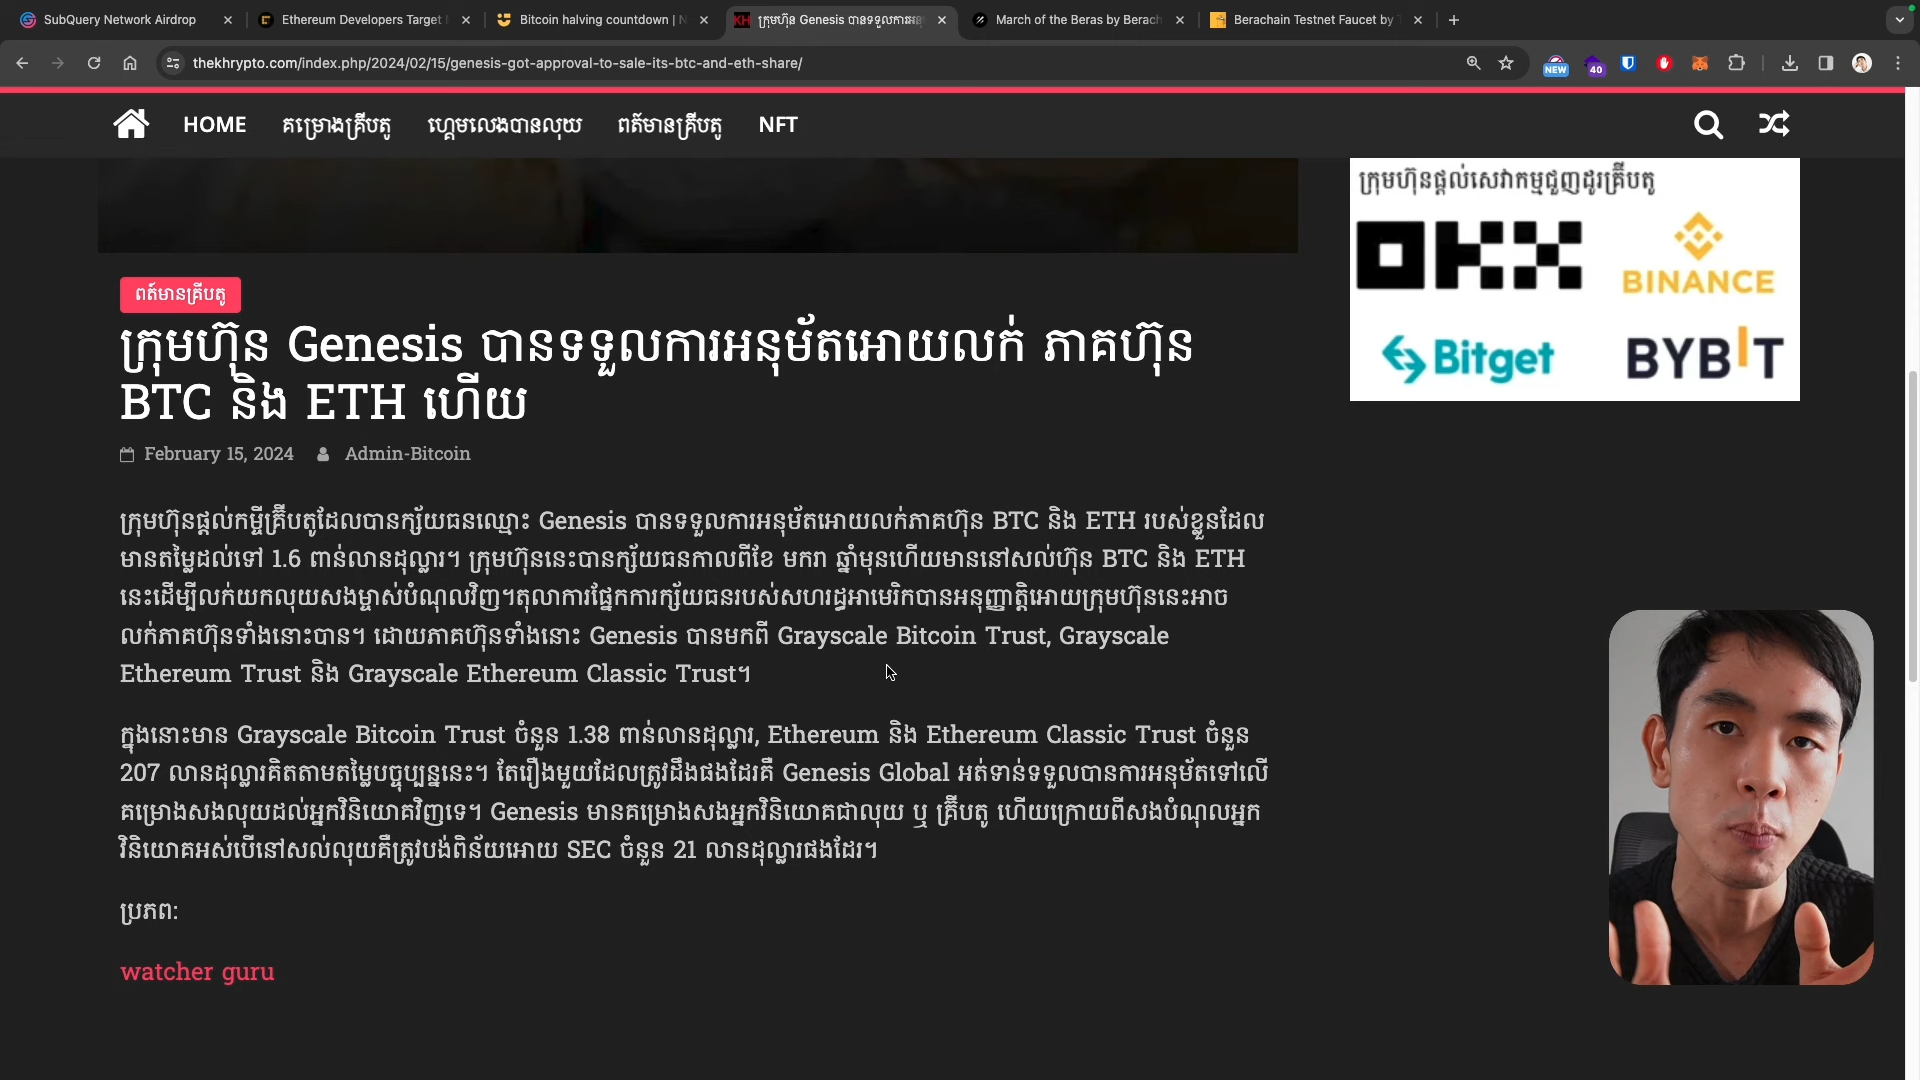 SubQuery Network Airdrop
Ethereum Developers Target
Bitcoin halving countdown | N
ក្រុមហ៊ុន Genesis បានទទួលការអនុ
March of the Beras by Berach
Berachain Testnet Faucet by
thekhrypto.com/index.php/2024/02/15/genesis-got-approval-to-sale-its-btc-and-eth-share/
NEW
40
HOME
គម្រោងគ្រីបតូ
ហ្គេមលេងបានលុយ
ពត៍មានគ្រីបតូ
NFT
ក្រុមហ៊ុនផ្តល់សេវាកម្មជួញដូរគ្រីបតូ
OKX
BINANCE
Bitget
BYBIT
ពត៍មានគ្រីបតូ
ក្រុមហ៊ុន Genesis បានទទួលការអនុម័តអោយលក់ ភាគហ៊ុន
BTC និង ETH ហើយ
February 15, 2024 Admin-Bitcoin
ក្រុមហ៊ុនផ្តល់កម្ចីគ្រីបតូដែលបានក្ស័យធនឈ្មោះ Genesis បានទទួលការអនុម័តអោយលក់ភាគហ៊ុន BTC និង ETH របស់ខ្លួនដែល
មានតម្លៃដល់ទៅ 1.6 ពាន់លានដុល្លារ។ ក្រុមហ៊ុននេះបានក្ស័យធនកាលពីខែ មករា ឆ្នាំមុនហើយមាននៅសល់ហ៊ុន BTC និង ETH
នេះដើម្បីលក់យកលុយសងម្ចាស់បំណុលវិញ។តុលាការផ្នែកការក្ស័យធនរបស់សហរដ្ឋអាមេរិកបានអនុញ្ញាត្តិអោយក្រុមហ៊ុននេះអាច
លក់ភាគហ៊ុនទាំងនោះបាន។ ដោយភាគហ៊ុនទាំងនោះ Genesis បានមកពី Grayscale Bitcoin Trust, Grayscale
Ethereum Trust និង Grayscale Ethereum Classic Trust។
ក្នុងនោះមាន Grayscale Bitcoin Trust ចំនួន 1.38 ពាន់លានដុល្លារ, Ethereum និង Ethereum Classic Trust ចំនួន
207 លានដុល្លារគិតតាមតម្លៃបច្ចុប្បន្ននេះ។ តែរឿងមួយដែលត្រូវដឹងផងដែរគឺ Genesis Global អត់ទាន់ទទួលបានការអនុម័តទៅលើ
គម្រោងសងលុយដល់អ្នកវិនិយោគវិញទេ។ Genesis មានគម្រោងសងអ្នកវិនិយោគជាលុយ ឬ គ្រីបតូ ហើយក្រោយពីសងបំណុលអ្នក
វិនិយោគអស់បើនៅសល់លុយគឺត្រូវបង់ពិន័យអោយ SEC ចំនួន 21 លានដុល្លារផងដែរ។
ប្រភព:
watcher guru